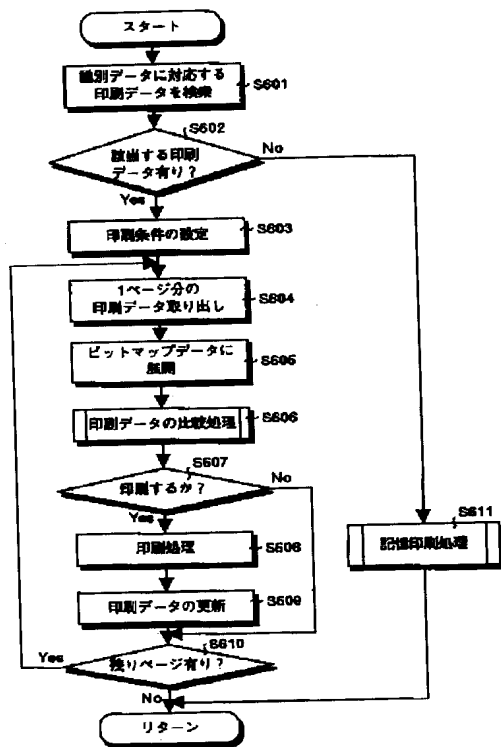 スタート
識別データに対応する
印刷データを検索
S601
S602
該当する印刷
データ有り？
No
Yes
印刷条件の設定
S603
1ページ分の
印刷データ取り出し
S604
ビットマップデータに
展開
S605
印刷データの比較処理
S606
S607
印刷するか？
No
Yes
印刷処理
S608
S611
記憶印刷処理
印刷データの更新
S609
S610
残りページ有り？
Yes
No
リターン